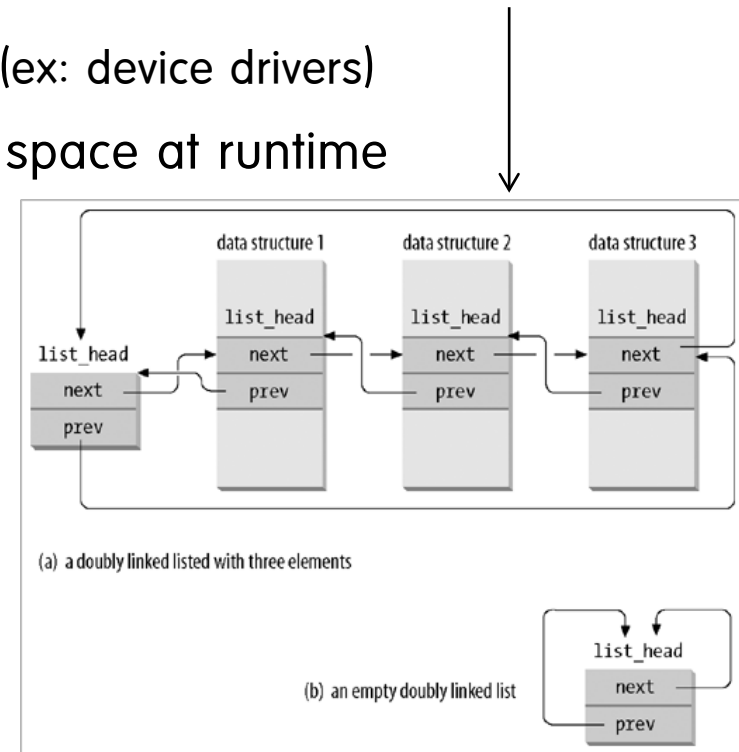 (ex: device drivers)
space at runtime
data structure 1 data structure 2 data structure 3
list_head list_head list_head
list_head next next next
next prev prev prev
prev
(a) a doubly linked listed with three elements
list_head
next
(b) an empty doubly linked list
prev